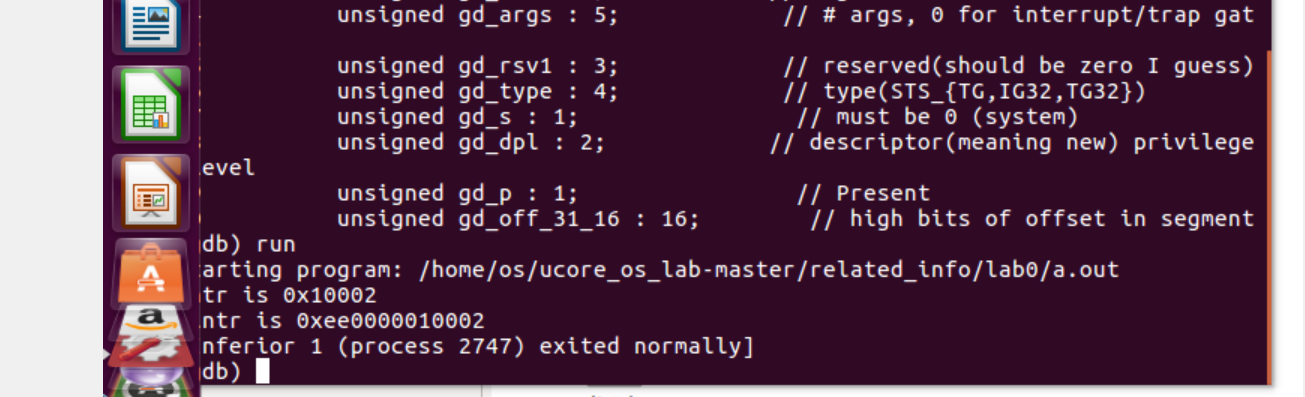 unsigned gd_args : 5; // # args, 0 for interrupt/trap gat
unsigned gd_rsv1 : 3; // reserved(should be zero I guess)
unsigned gd_type : 4; // type(STS_{TG,IG32,TG32})
unsigned gd_s : 1; // must be 0 (system)
unsigned gd_dpl : 2; // descriptor(meaning new) privilege
evel
unsigned gd_p : 1; // Present
unsigned gd_off_31_16 : 16; // high bits of offset in segment
db) run
arting program: /home/os/ucore_os_lab-master/related_info/lab0/a.out
tr is 0x10002
ntr is 0xee0000010002
nferior 1 (process 2747) exited normally]
db)